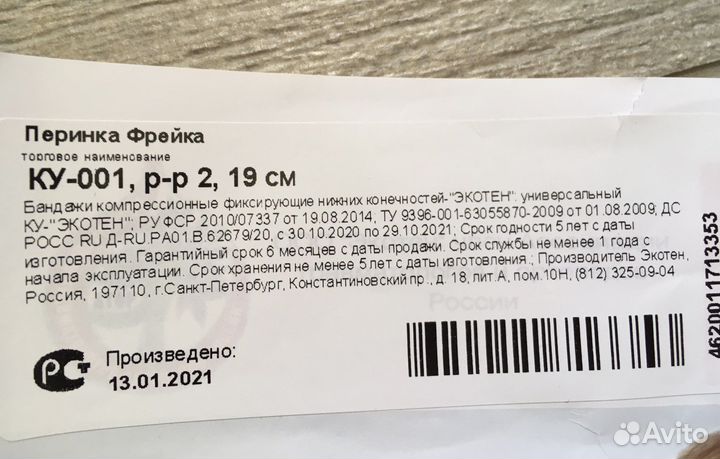 Перинка Фрейка
торговое наименование
КУ-001, р-р 2, 19 см
Бандажи компрессионные фиксирующие нижних конечностей-"ЭКОТЕН": универсальный
КУ-"ЭКОТЕН"; РУ ФСР 2010/07337 от 19.08.2014, ТУ 9396-001-63055870-2009 от 01.08.2009; ДС
РОСС RU Д-RU.РА01.В.62679/20, с 30.10.2020 по 29.10.2021; Срок годности 5 лет с даты
изготовления. Гарантийный срок 6 месяцев с даты продажи. Срок службы не менее 1 года с
начала эксплуатации. Срок хранения не менее 5 лет с даты изготовления.; Производитель Экотен,
Россия, 197110, г.Санкт-Петербург, Константиновский пр., д. 18, лит.А, пом.10Н, (812) 325-09-04
России
РСТ
Произведено:
13.01.2021
4620011713353
Avito